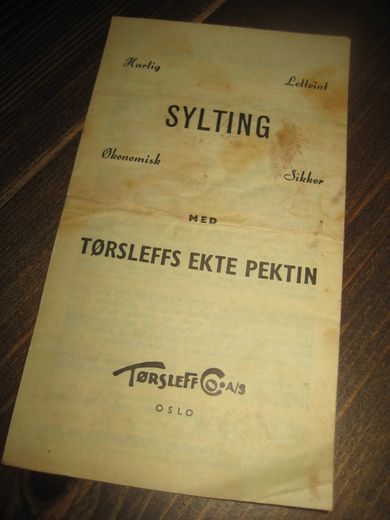 Hurtig
Lettvint
SYLTING
Økonomisk
Sikker
MED
TØRSLEFFS EKTE PEKTIN
TØRSLEFF & Co. A/S
OSLO